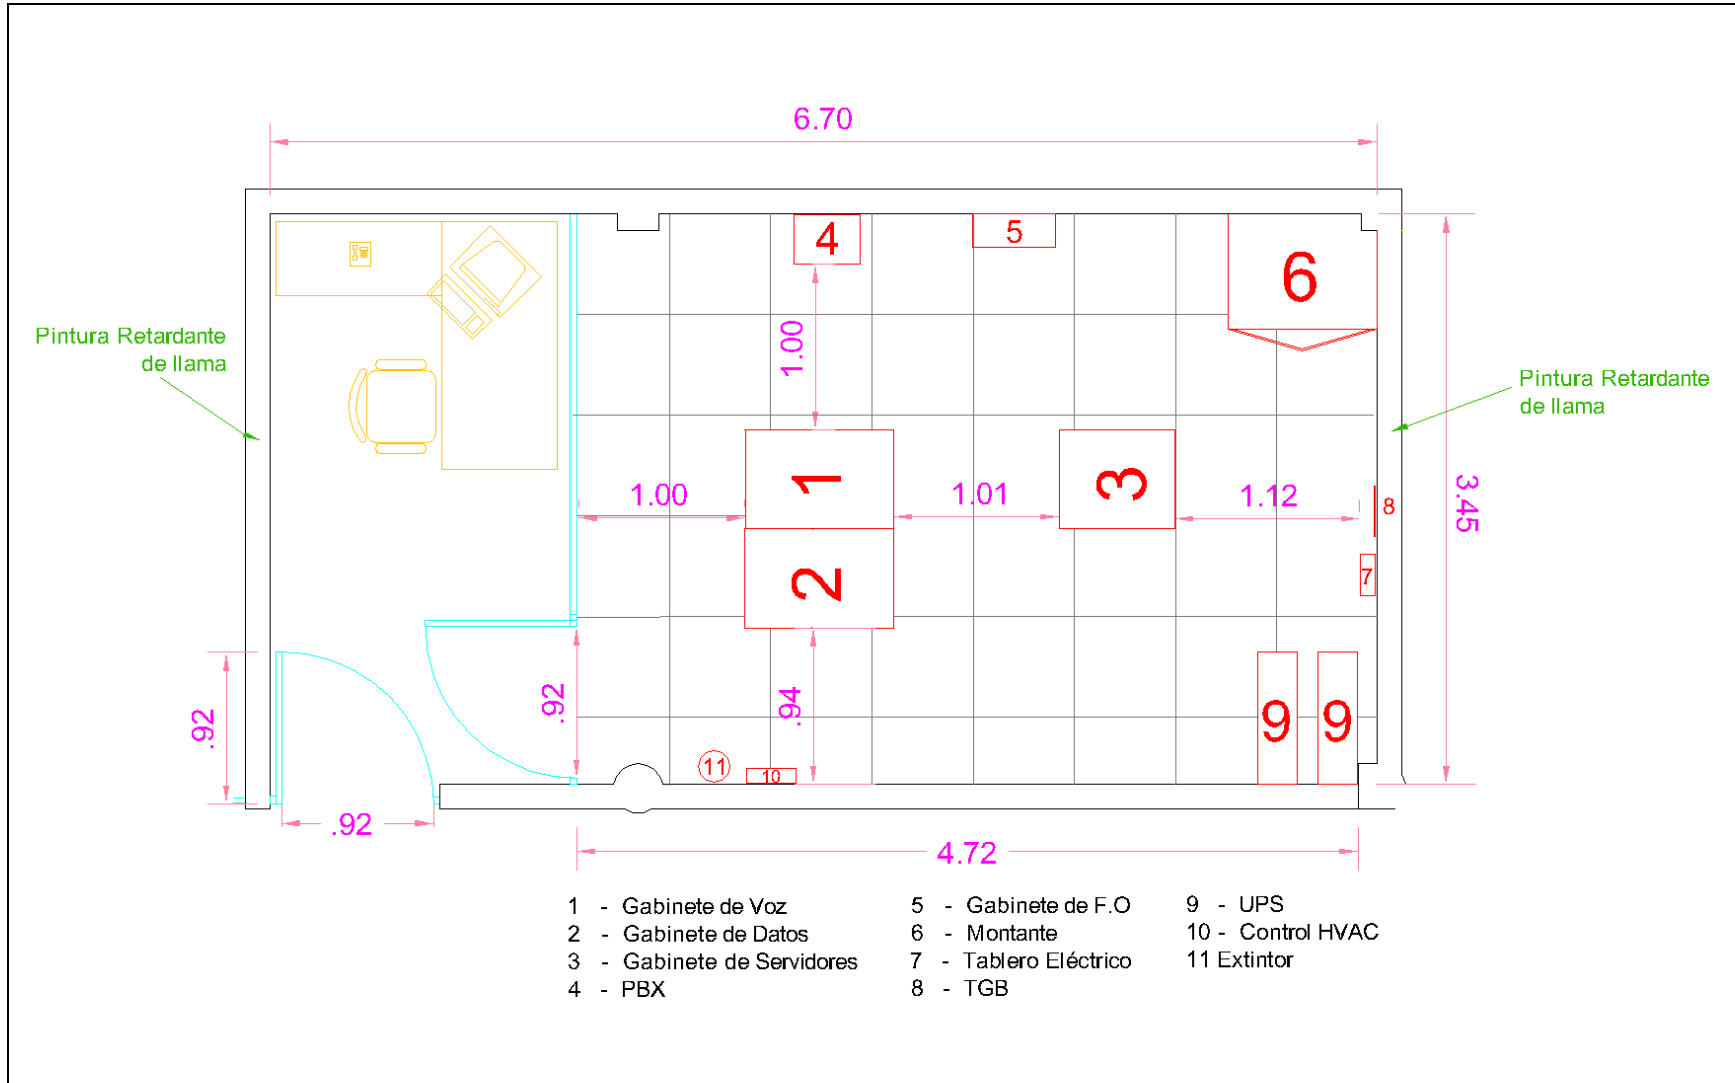 6.70
4
5
6
Pintura Retardante
de llama
1.00
Pintura Retardante
de llama
1
3
1.00
1.01
1.12
8
3.45
2
7
.92
.92
.94
9
9
11
10
.92
4.72
1 - Gabinete de Voz
2 - Gabinete de Datos
3 - Gabinete de Servidores
4 - PBX
5 - Gabinete de F.O
6 - Montante
7 - Tablero Eléctrico
8 - TGB
9 - UPS
10 - Control HVAC
11 Extintor